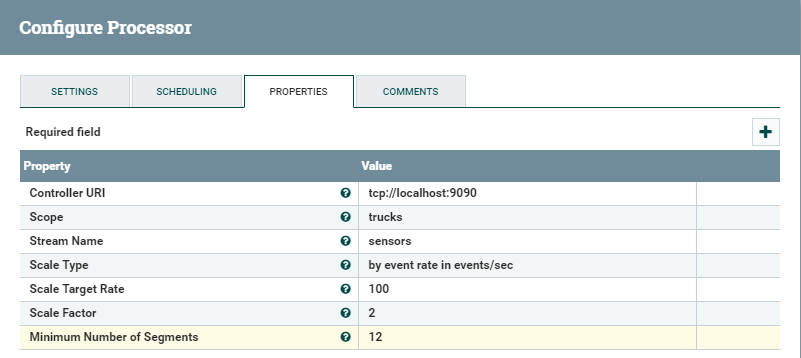 Configure Processor
SETTINGS SCHEDULING PROPERTIES COMMENTS
Required field
Property Value
Controller URI tcp://localhost:9090
Scope trucks
Stream Name sensors
Scale Type by event rate in events/sec
Scale Target Rate 100
Scale Factor 2
Minimum Number of Segments 12